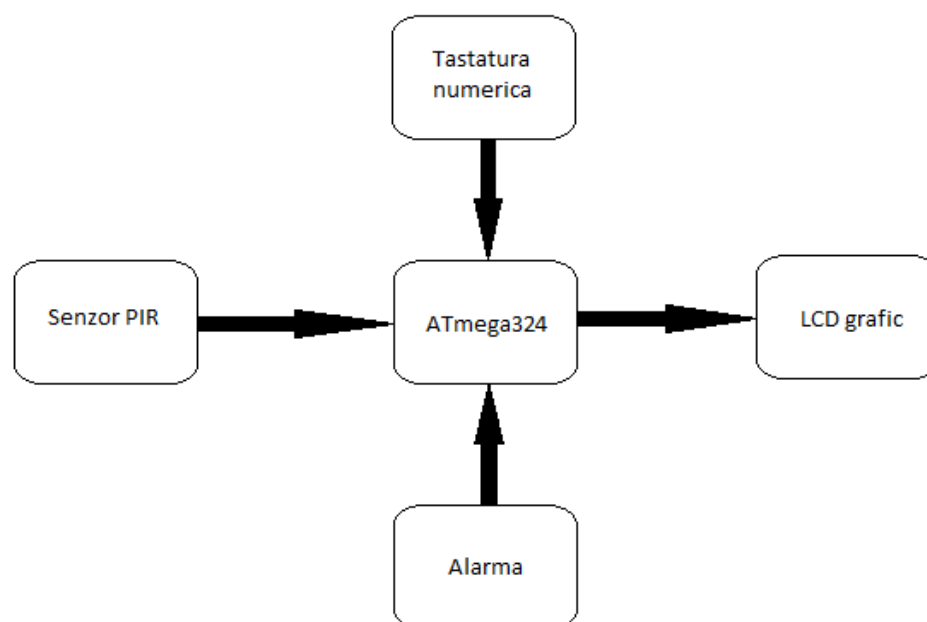 Tastatura
numerica
Senzor PIR
ATmega324
LCD grafic
Alarma